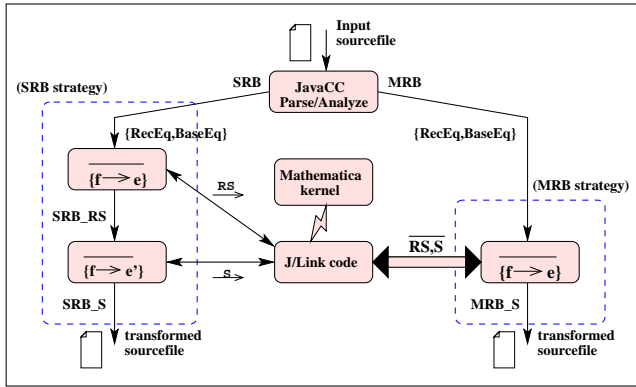 Input
sourcefile
SRB
MRB
JavaCC
Parse/Analyze
(SRB strategy)
{RecEq,BaseEq}
{RecEq,BaseEq}
{f→e}
RS
Mathematica
kernel
(MRB strategy)
SRB_RS
RS,S
{f→e'}
S
J/Link code
{f→e}
SRB_S
MRB_S
transformed
sourcefile
transformed
sourcefile